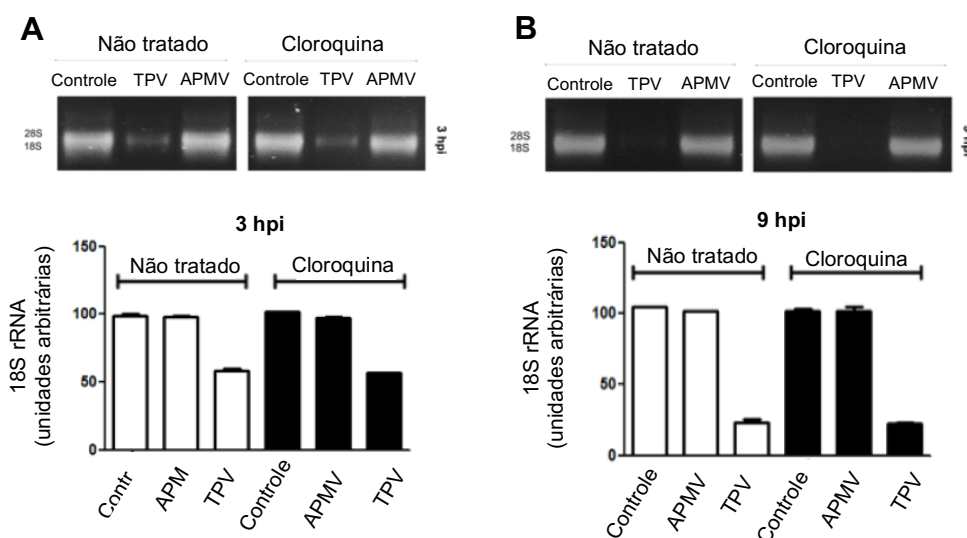 A
Não tratado
Cloroquina
Controle TPV APMV
Controle TPV APMV
28S
18S
3 hpi
3 hpi
150
100
50
0
18S rRNA
(unidades arbitrárias)
Não tratado
Cloroquina
Contr
APM
TPV
Controle
APMV
TPV
B
Não tratado
Cloroquina
Controle TPV APMV
Controle
APMV
28S
18S
hpi
9 hpi
150
100
50
0
18S rRNA
(unidades arbitrárias)
Não tratado
Cloroquina
Controle
APMV
TPV
Controle
APMV
TPV